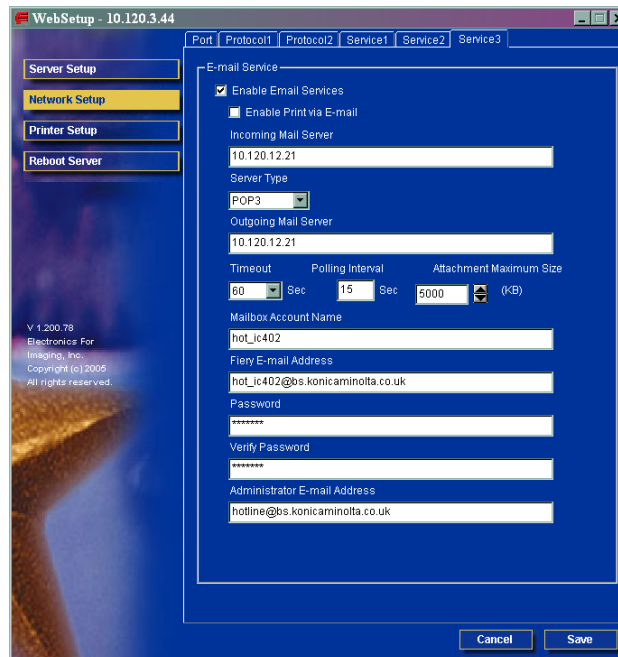 WebSetup - 10.120.3.44
Port Protocol1 Protocol2 Service1 Service2 Service3
Server Setup
Network Setup
Printer Setup
Reboot Server
V 1.200.78
Electronics For
Imaging, Inc.
Copyright (c) 2005
All rights reserved.
E-mail Service
Enable Email Services
Enable Print via E-mail
Incoming Mail Server
10.120.12.21
Server Type
POP3
Outgoing Mail Server
10.120.12.21
Timeout Polling Interval Attachment Maximum Size
60 Sec 15 Sec 5000 (KB)
Mailbox Account Name
hot_ic402
Fiery E-mail Address
hot_ic402@bs.konicaminolta.co.uk
Password
*******
Verify Password
*******
Administrator E-mail Address
hotline@bs.konicaminolta.co.uk
Cancel Save